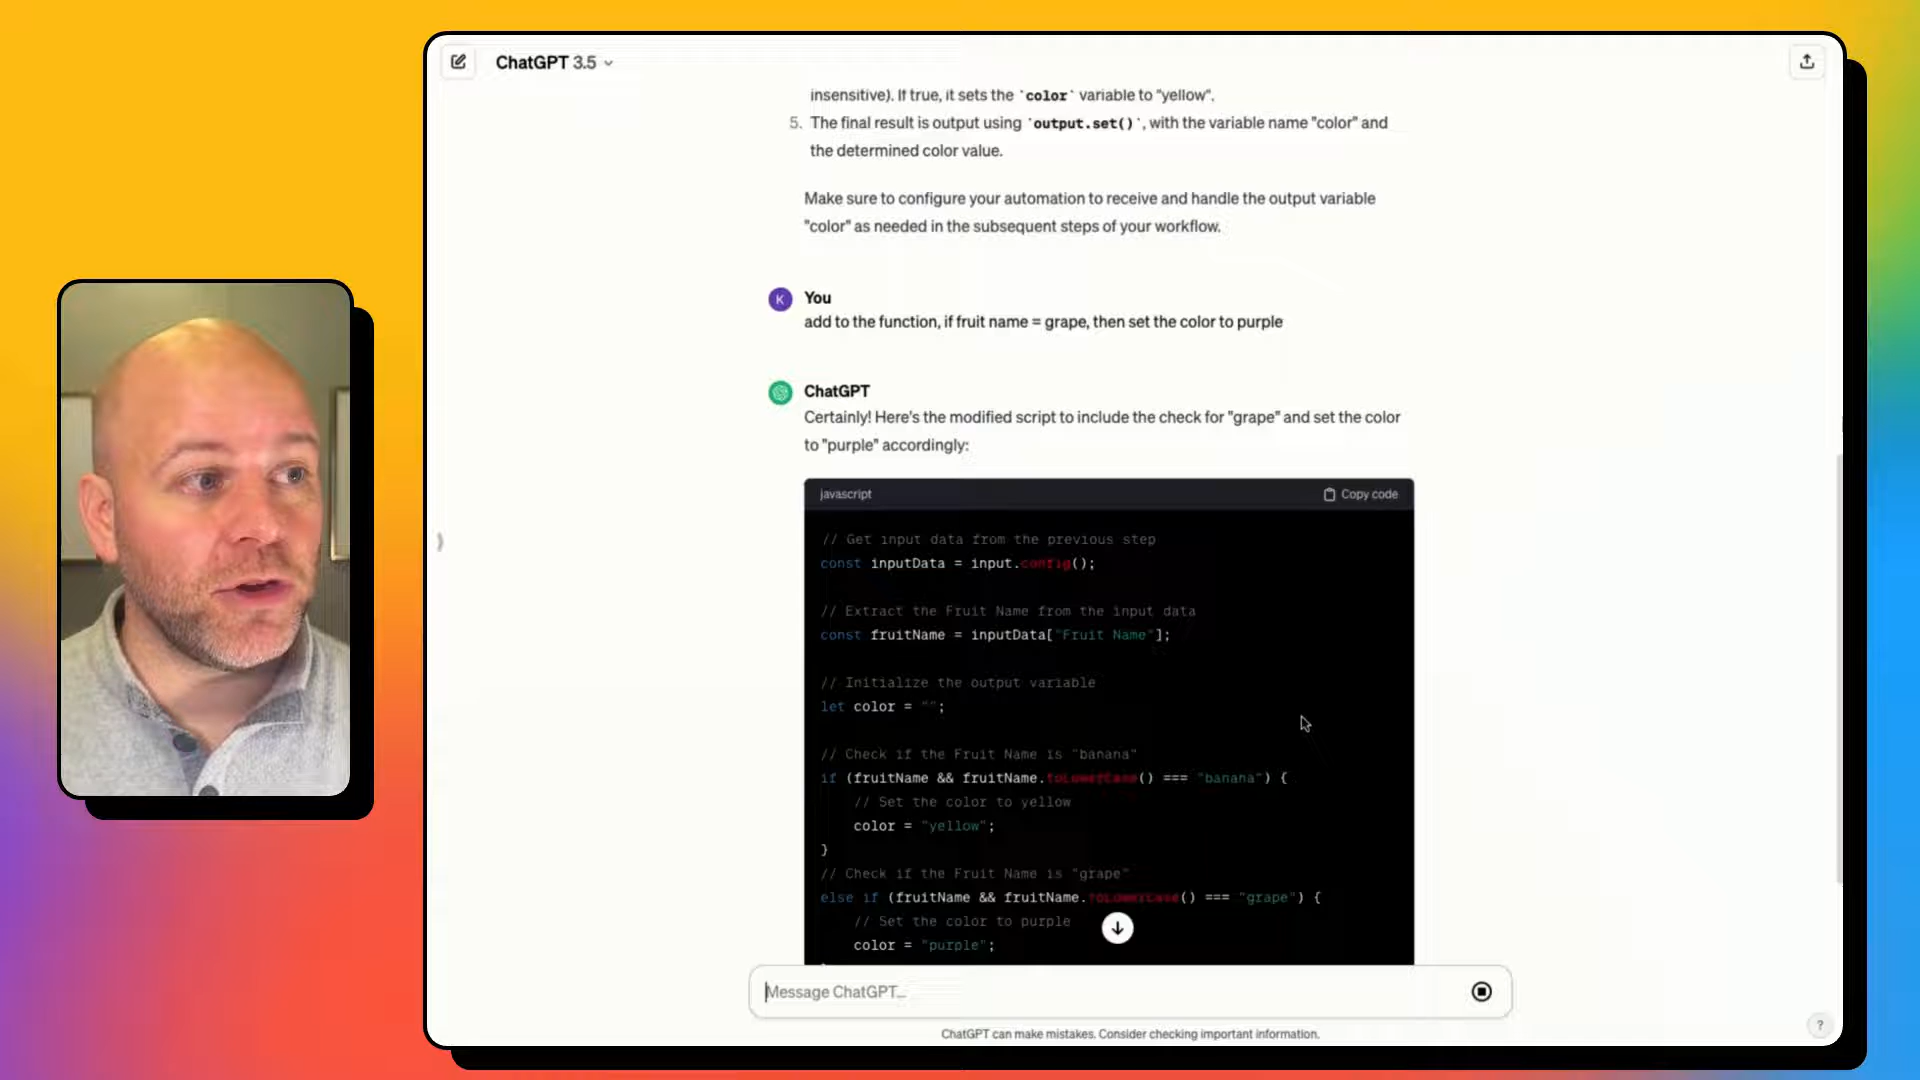 ChatGPT 3.5
insensitive). If true, it sets the `color` variable to "yellow".
5. The final result is output using `output.set()`, with the variable name "color" and
the determined color value.
Make sure to configure your automation to receive and handle the output variable
"color" as needed in the subsequent steps of your workflow.
K
You
add to the function, if fruit name = grape, then set the color to purple
ChatGPT
Certainly! Here's the modified script to include the check for "grape" and set the color
to "purple" accordingly:
javascript
Copy code
// Get input data from the previous step
const inputData = input.config();
// Extract the Fruit Name from the input data
const fruitName = inputData["Fruit Name"];
// Initialize the output variable
let color = "";
// Check if the Fruit Name is "banana"
if (fruitName && fruitName.toLowerCase() === "banana") {
// Set the color to yellow
color = "yellow";
}
// Check if the Fruit Name is "grape"
else if (fruitName && fruitName.toLowerCase() === "grape") {
// Set the color to purple
color = "purple";
Message ChatGPT...
ChatGPT can make mistakes. Consider checking important information.
?